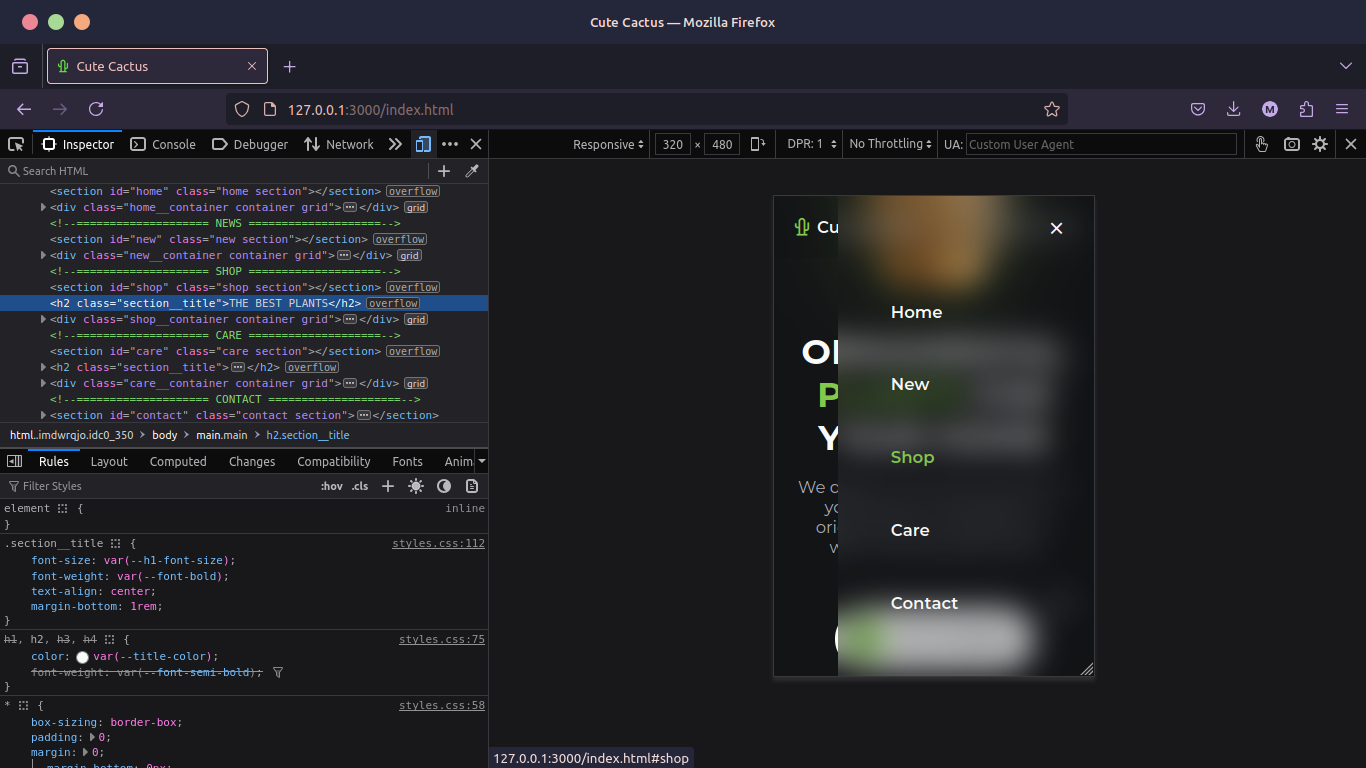 Cute Cactus — Mozilla Firefox
Cute Cactus
127.0.0.1:3000/index.html
M
Inspector Console Debugger Network
Responsive 320 × 480 DPR: 1 No Throttling UA: Custom User Agent
Search HTML
<section id="home" class="home section"></section> overflow
<div class="home__container container grid"></div> grid
<!--==================== NEWS ====================-->
<section id="new" class="new section"></section> overflow
<div class="new__container container grid"></div> grid
<!--==================== SHOP ====================-->
<section id="shop" class="shop section"></section> overflow
<h2 class="section__title">THE BEST PLANTS</h2> overflow
<div class="shop__container container grid"></div> grid
<!--==================== CARE ====================-->
<section id="care" class="care section"></section> overflow
<h2 class="section__title"></h2> overflow
<div class="care__container container grid"></div> grid
<!--==================== CONTACT ====================-->
<section id="contact" class="contact section"></section>
html.imdwrqjo.idc0_350 > body > main.main > h2.section__title
Rules Layout Computed Changes Compatibility Fonts Anim
Filter Styles :hov .cls
element { inline
}
.section__title { styles.css:112
font-size: var(--h1-font-size);
font-weight: var(--font-bold);
text-align: center;
margin-bottom: 1rem;
}
h1, h2, h3, h4 { styles.css:75
color: var(--title-color);
font-weight: var(--font-semi-bold);
}
* { styles.css:58
box-sizing: border-box;
padding: 0;
margin: 0;
margin-bottom: 0px;
Cu
Home
New
Shop
Care
Contact
P
Y
We
127.0.0.1:3000/index.html#shop